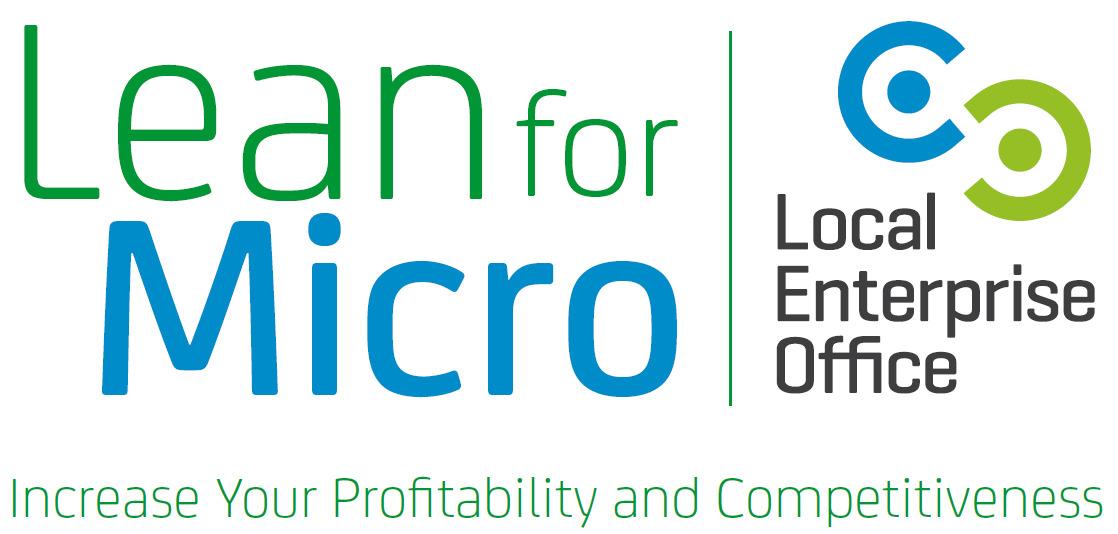 Lean for
Micro
Local
Enterprise
Office
Increase Your Profitability and Competitiveness